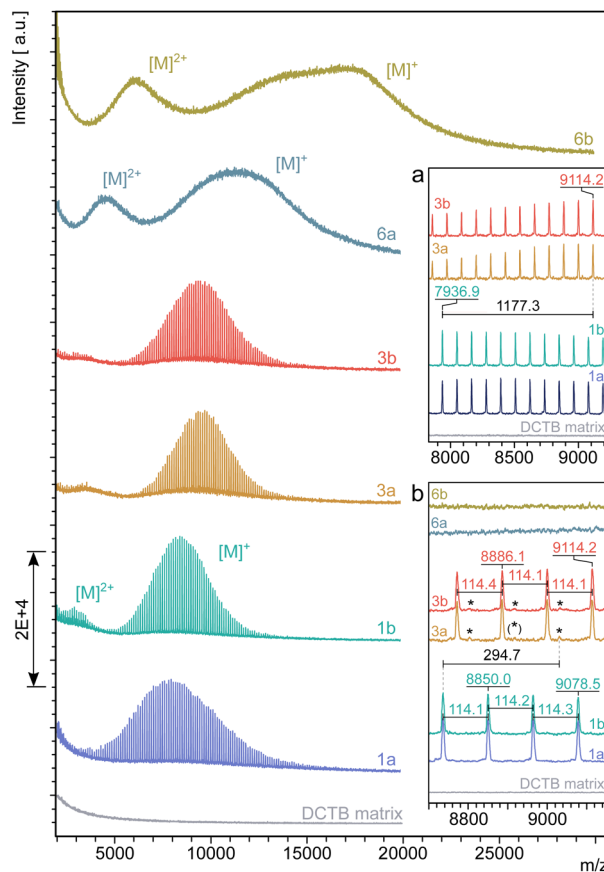 Intensity [ a.u.]
[M]2+
[M]+
6b
[M]2+
[M]+
6a
3b
3a
[M]2+
[M]+
1b
2E+4
1a
DCTB matrix
5000 10000 15000 20000 25000 m/z
a
9114.2
3b
3a
7936.9
1177.3
1b
1a
DCTB matrix
8000 8500 9000
b
6b
6a
8886.1 9114.2
114.4 114.1 114.1
3b * * *
3a * (*) *
294.7
8850.0 9078.5
114.1 114.2 114.3
1b
1a
DCTB matrix
8800 9000